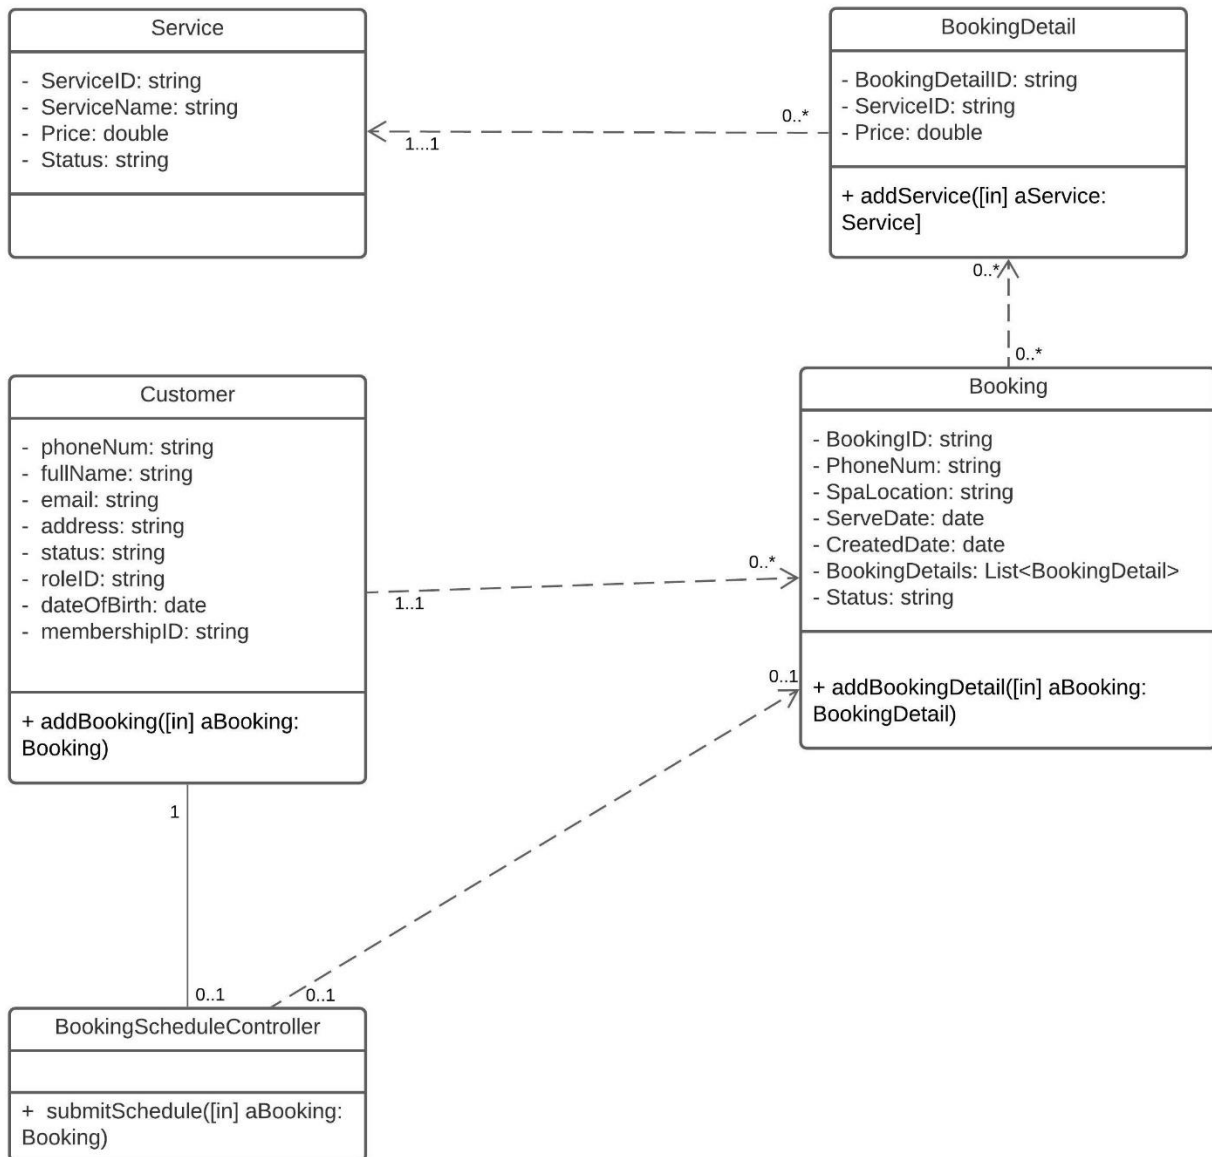 Service
- ServiceID: string
- ServiceName: string
- Price: double
- Status: string
1...1
0..*
BookingDetail
- BookingDetailID: string
- ServiceID: string
- Price: double
+ addService([in] aService:
Service]
0..*
0..*
Customer
- phoneNum: string
- fullName: string
- email: string
- address: string
- status: string
- roleID: string
- dateOfBirth: date
- membershipID: string
+ addBooking([in] aBooking:
Booking)
1..1
0..*
Booking
- BookingID: string
- PhoneNum: string
- SpaLocation: string
- ServeDate: date
- CreatedDate: date
- BookingDetails: List<BookingDetail>
- Status: string
0..1
+ addBookingDetail([in] aBooking:
BookingDetail)
1
0..1
0..1
BookingScheduleController
+ submitSchedule([in] aBooking:
Booking)